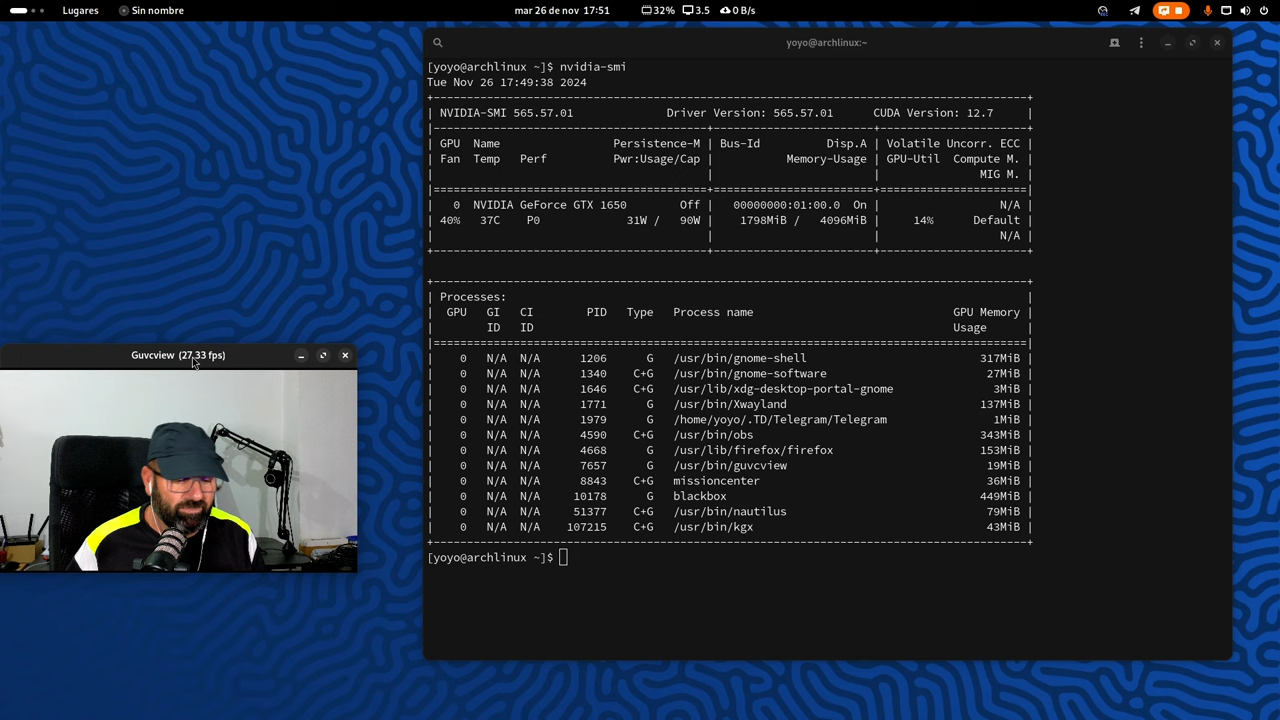 Lugares Sin nombre mar 26 de nov 17:51 32% 3.5 0 B/s
yoyo@archlinux:~
[yoyo@archlinux ~]$ nvidia-smi
Tue Nov 26 17:49:38 2024
NVIDIA-SMI 565.57.01 Driver Version: 565.57.01 CUDA Version: 12.7
GPU Name Persistence-M | Bus-Id Disp.A | Volatile Uncorr. ECC
Fan Temp Perf Pwr:Usage/Cap | Memory-Usage | GPU-Util Compute M.
MIG M.
0 NVIDIA GeForce GTX 1650 Off | 00000000:01:00.0 On | N/A
40% 37C P0 31W / 90W | 1798MiB / 4096MiB | 14% Default
N/A
Processes:
GPU GI CI PID Type Process name GPU Memory
ID ID Usage
0 N/A N/A 1206 G /usr/bin/gnome-shell 317MiB
0 N/A N/A 1340 C+G /usr/bin/gnome-software 27MiB
0 N/A N/A 1646 C+G /usr/lib/xdg-desktop-portal-gnome 3MiB
0 N/A N/A 1771 G /usr/bin/Xwayland 137MiB
0 N/A N/A 1979 G /home/yoyo/.TD/Telegram/Telegram 1MiB
0 N/A N/A 4590 C+G /usr/bin/obs 343MiB
0 N/A N/A 4668 G /usr/lib/firefox/firefox 153MiB
0 N/A N/A 7657 G /usr/bin/guvcview 19MiB
0 N/A N/A 8843 C+G missioncenter 36MiB
0 N/A N/A 10178 G blackbox 449MiB
0 N/A N/A 51377 C+G /usr/bin/nautilus 79MiB
0 N/A N/A 107215 C+G /usr/bin/kgx 43MiB
[yoyo@archlinux ~]$
Guvcview (27.33 fps)